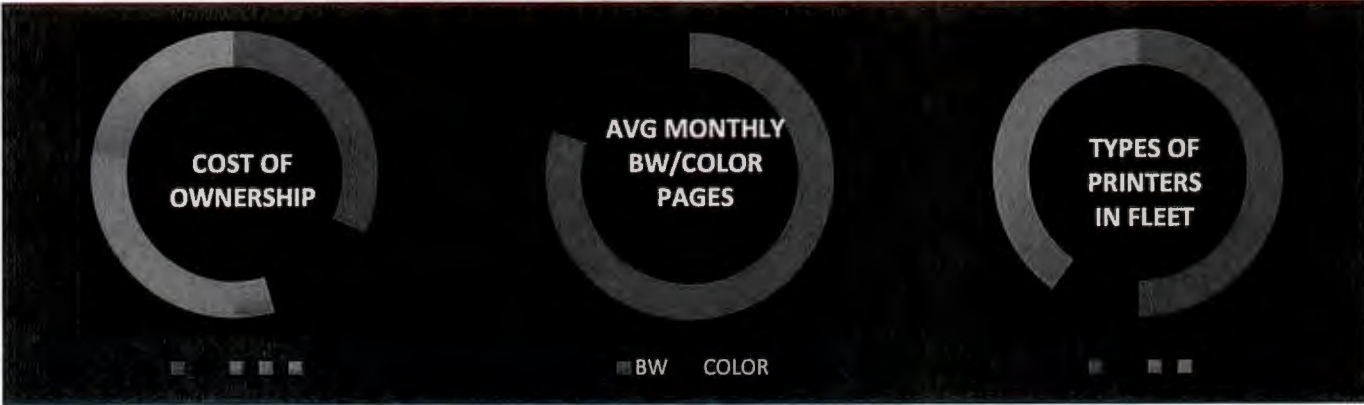 COST OF
OWNERSHIP
AVG MONTHLY
BW/COLOR
PAGES
BW COLOR
TYPES OF
PRINTERS
IN FLEET